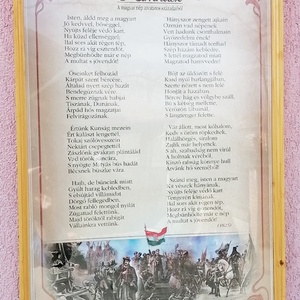 A magyar nép zivataros századaiból
Isten, áldd meg a magyart
Jó kedvvel, bőséggel,
Nyújts feléje védő kart,
Ha küzd ellenséggel;
Bal sors akit régen tép,
Hozz rá víg esztendőt,
Megbünhödte már e nép
A multat s jövendőt!
Őseinket felhozád
Kárpát szent bércére,
Általad nyert szép hazát
Bendegúznak vére.
S merre zúgnak habjai
Tiszának, Dunának,
Árpád hős magzatjai
Felvirágozának.
Értünk Kunság mezein
Ért kalászt lengettél,
Tokaj szőlővesszein
Nektárt csepegtettél.
Zászlónk gyakran plántálád
Vad török sáncára,
S nyögte Mátyás bús hadát
Bécsnek büszke vára.
Hajh, de bűneink miatt
Gyúlt harag kebledben,
S elsújtád villámidat
Dörgő fellegedben,
Most rabló mongol nyilát
Zúgattad felettünk,
Majd töröktől rabigát
Vállainkra vettünk.
Hányszor zengett ajkain
Ozmán vad népének
Vert hadunk csonthalmain
Győzedelmi ének!
Hányszor támadt tenfiad
Szép hazám kebledre,
S lettél magzatod miatt
Magzatod hamvvedre!
Bújt az üldözött s felé
Kard nyúl barlangjában,
Szerte nézett s nem lelé
Honját a hazában,
Bércre hág és völgybe száll,
Bú s kétség mellette,
Vérözön lábainál,
S lángtenger felette.
Vár állott, most kőhalom,
Kedv s öröm röpkedtek,
Halálhörgés, siralom
Zajlik már helyettek.
S ah, szabadság nem virul
A holtnak véréből,
Kínzó rabság könnye hull
Árvánk hő szeméből!
Szánd meg, isten a magyart
Kit vészek hányának,
Nyújts feléje védő kart
Tengerén kínjának.
Bal sors akit régen tép,
Hozz rá víg esztendőt,
Megbünhödte már e nép
A multat s jövendőt!